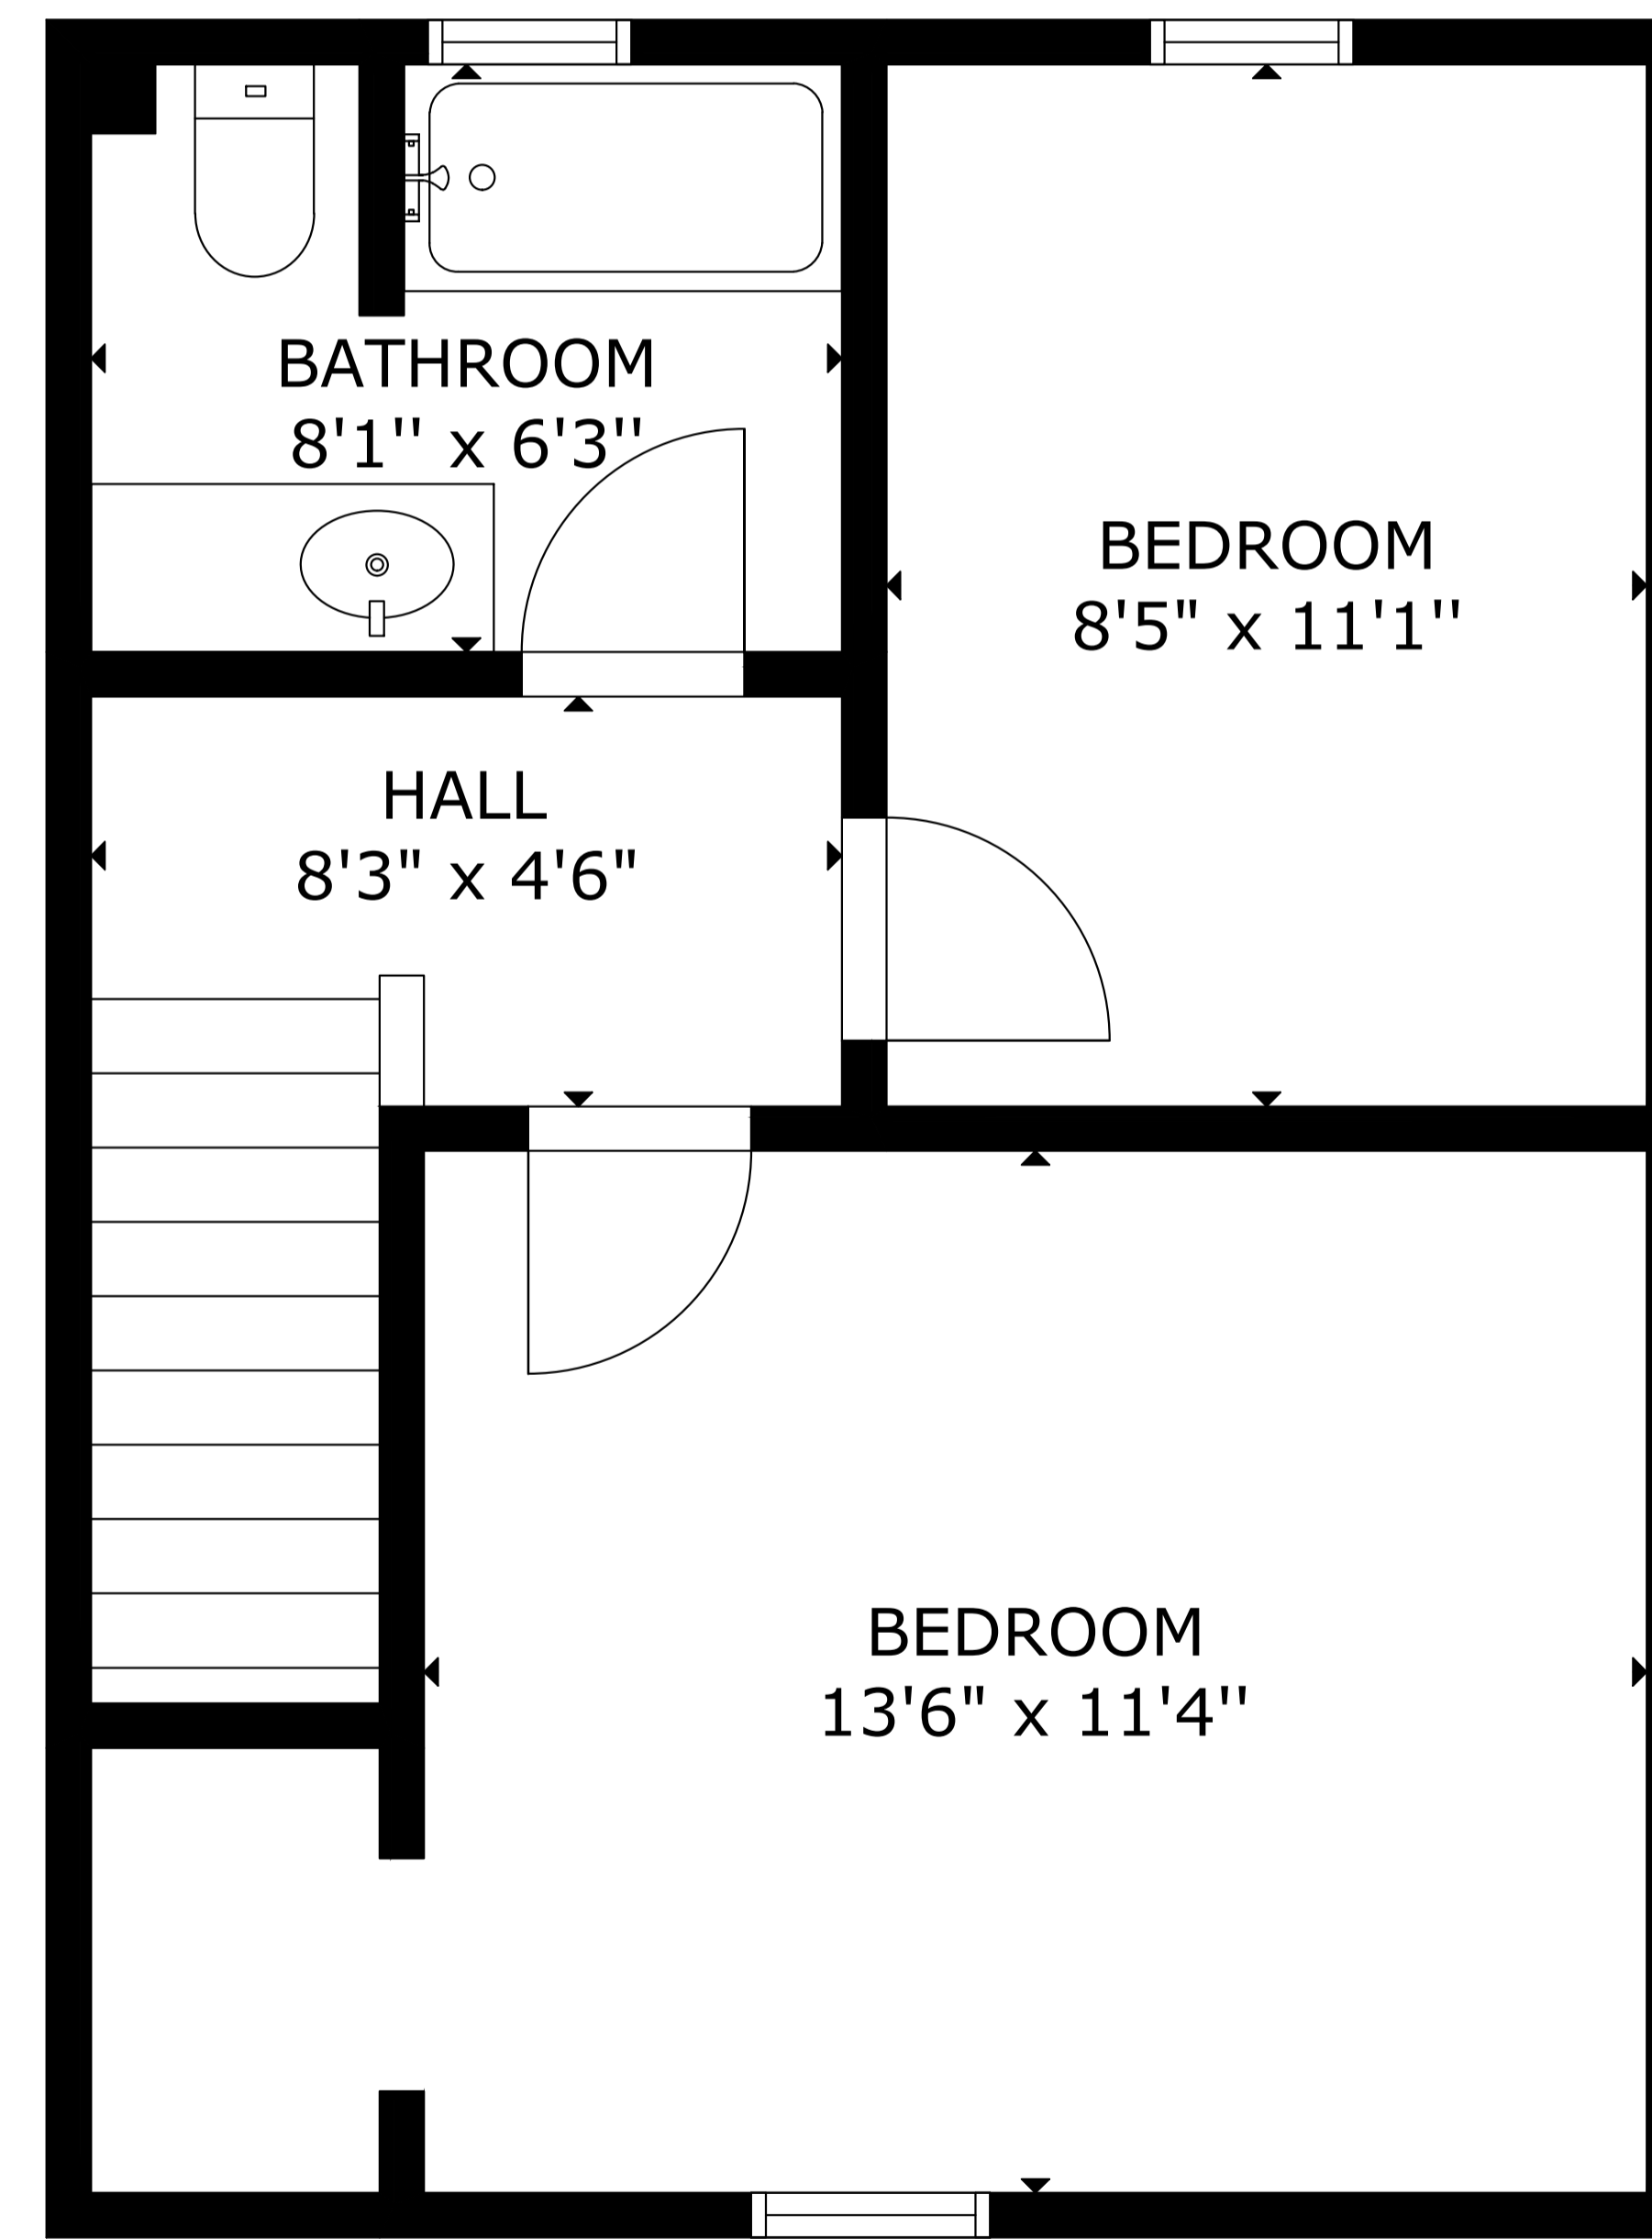 BATHROOM
8'1" x 6'3"
BEDROOM
8'5" x 11'1"
HALL
8'3" x 4'6"
BEDROOM
13'6" x 11'4"